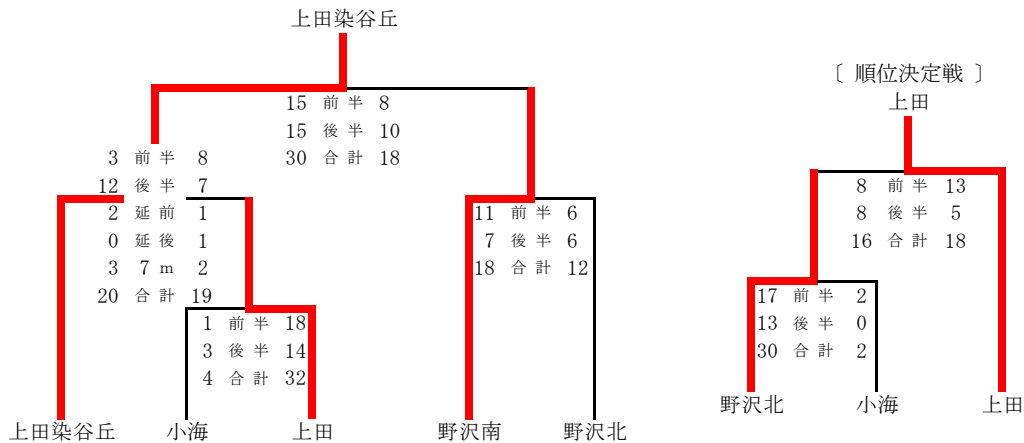 上田染谷丘
15 前半 8
15 後半 10
30 合計 18
3 前半 8
12 後半 7
2 延前 1
0 延後 1
3 7m 2
20 合計 19
1 前半 18
3 後半 14
4 合計 32
11 前半 6
7 後半 6
18 合計 12
上田染谷丘 小海 上田 野沢南 野沢北
〔 順位決定戦 〕
上田
8 前半 13
8 後半 5
16 合計 18
17 前半 2
13 後半 0
30 合計 2
野沢北 小海 上田